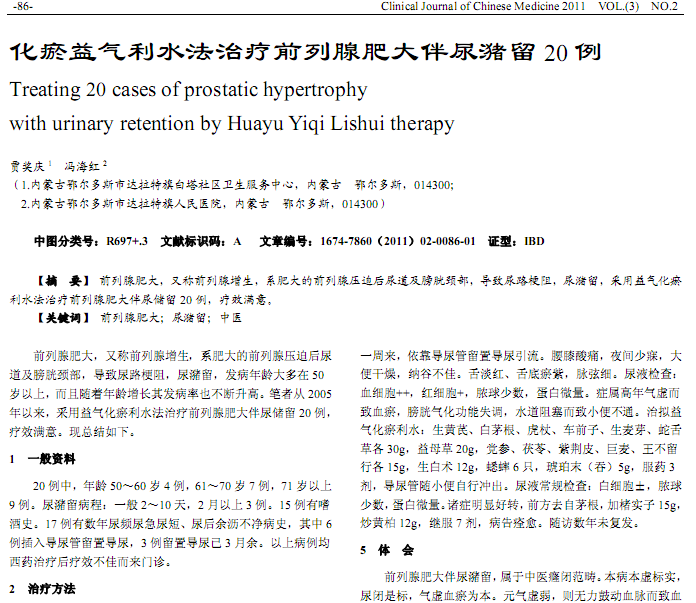 -86-
Clinical Journal of Chinese Medicine 2011 VOL.(3) NO.2
化瘀益气利水法治疗前列腺肥大伴尿潴留 20 例
Treating 20 cases of prostatic hypertrophy
with urinary retention by Huayu Yiqi Lishui therapy
贾奖庆 1 冯海红 2
（1.内蒙古鄂尔多斯市达拉特旗白塔社区卫生服务中心，内蒙古 鄂尔多斯，014300;
2.内蒙古鄂尔多斯市达拉特旗人民医院，内蒙古 鄂尔多斯，014300）
中图分类号：R697+.3 文献标识码：A 文章编号：1674-7860（2011）02-0086-01 证型：IBD
【摘 要】 前列腺肥大，又称前列腺增生，系肥大的前列腺压迫后尿道及膀胱颈部，导致尿路梗阻，尿潴留，采用益气化瘀
利水法治疗前列腺肥大伴尿储留 20 例，疗效满意。
【关键词】 前列腺肥大；尿潴留；中医
前列腺肥大，又称前列腺增生，系肥大的前列腺压迫后尿
道及膀胱颈部，导致尿路梗阻，尿潴留，发病年龄大多在 50
岁以上，而且随着年龄增长其发病率也不断升高。笔者从 2005
年以来，采用益气化瘀利水法治疗前列腺肥大伴尿储留 20 例，
疗效满意。现总结如下。
1 一般资料
20 例中，年龄 50～60 岁 4 例，61～70 岁 7 例，71 岁以上
9 例。尿潴留病程：一般 2～10 天，2 月以上 3 例。15 例有嗜
酒史。17 例有数年尿频尿急尿短、尿后余沥不净病史，其中 6
例插入导尿管留置导尿，3 例留置导尿已 3 月余。以上病例均
西药治疗后疗效不佳而来门诊。
2 治疗方法
一周来，依靠导尿管留置导尿引流。腰膝酸痛，夜间少寐，大
便干燥，纳谷不佳。舌淡红、舌底瘀紫，脉弦细。尿液检查：
血细胞++，红细胞+，脓球少数，蛋白微量。症属高年气虚而
致血瘀，膀胱气化功能失调，水道阻塞而致小便不通。治拟益
气化瘀利水：生黄芪、白茅根、虎杖、车前子、生麦芽、蛇舌
草各 30g，益母草 20g，党参、茯苓、紫荆皮、巨麦、王不留
行各 15g，生白术 12g，蟋蟀 6 只，琥珀末（吞）5g，服药 3
剂，导尿管随小便自行冲出。尿液常规检查：白细胞±，脓球
少数，蛋白微量。诸症明显好转，前方去白茅根，加楮实子 15g，
炒黄柏 12g，继服 7 剂，病告痊愈。随访数年未复发。
5 体 会
前列腺肥大伴尿潴留，属于中医癃闭范畴。本病本虚标实，
尿闭是标，气虚血瘀为本。元气虚弱，则无力鼓动血脉而致血